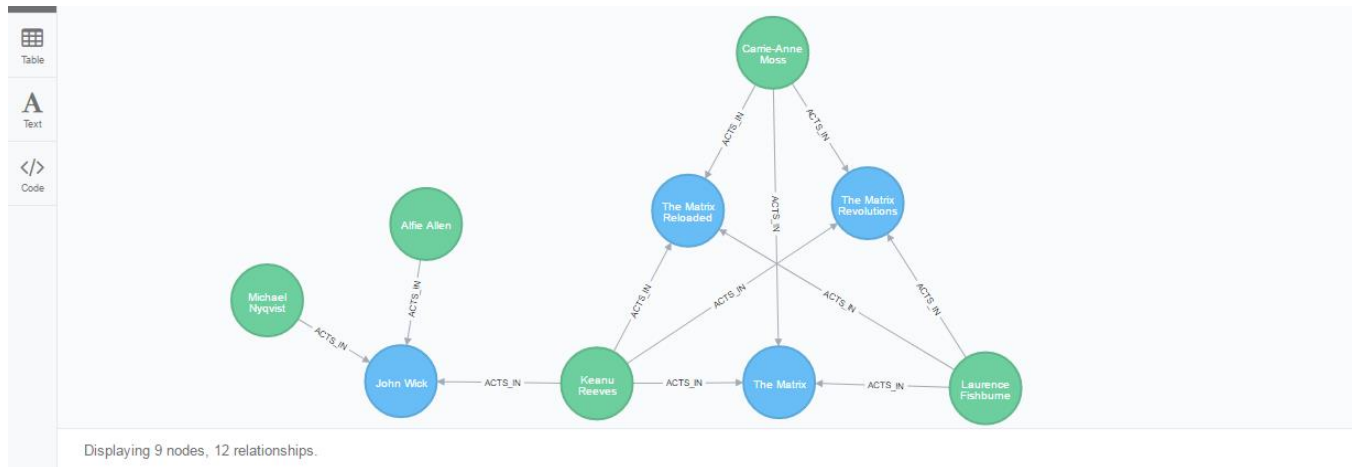 Table
A
Text
</>
Code
Carrie-Anne
Moss
ACTS_IN
ACTS_IN
ACTS_IN
The Matrix
Reloaded
The Matrix
Revolutions
Alfie Allen
ACTS_IN
Michael
Nyqvist
ACTS_IN
ACTS_IN
ACTS_IN
ACTS_IN
ACTS_IN
John Wick
ACTS_IN
Keanu
Reeves
ACTS_IN
The Matrix
ACTS_IN
Laurence
Fishburne
Displaying 9 nodes, 12 relationships.